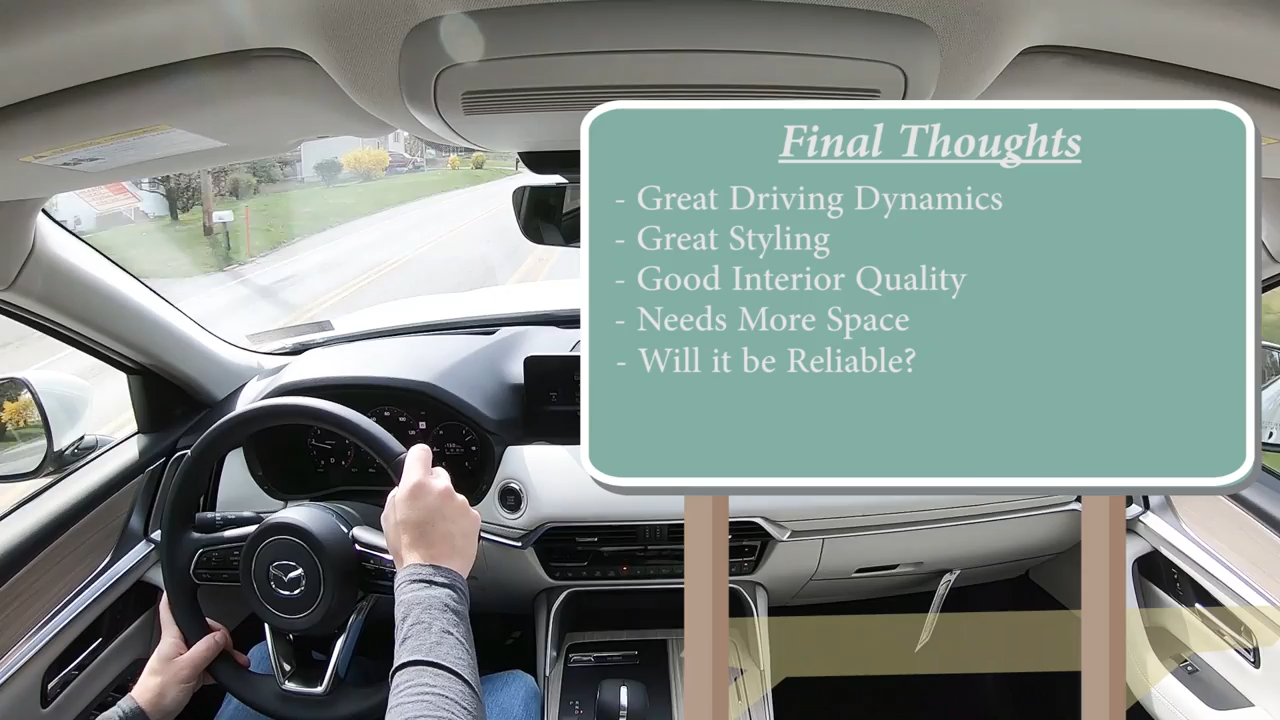 Final Thoughts
- Great Driving Dynamics
- Great Styling
- Good Interior Quality
- Needs More Space
- Will it be Reliable?